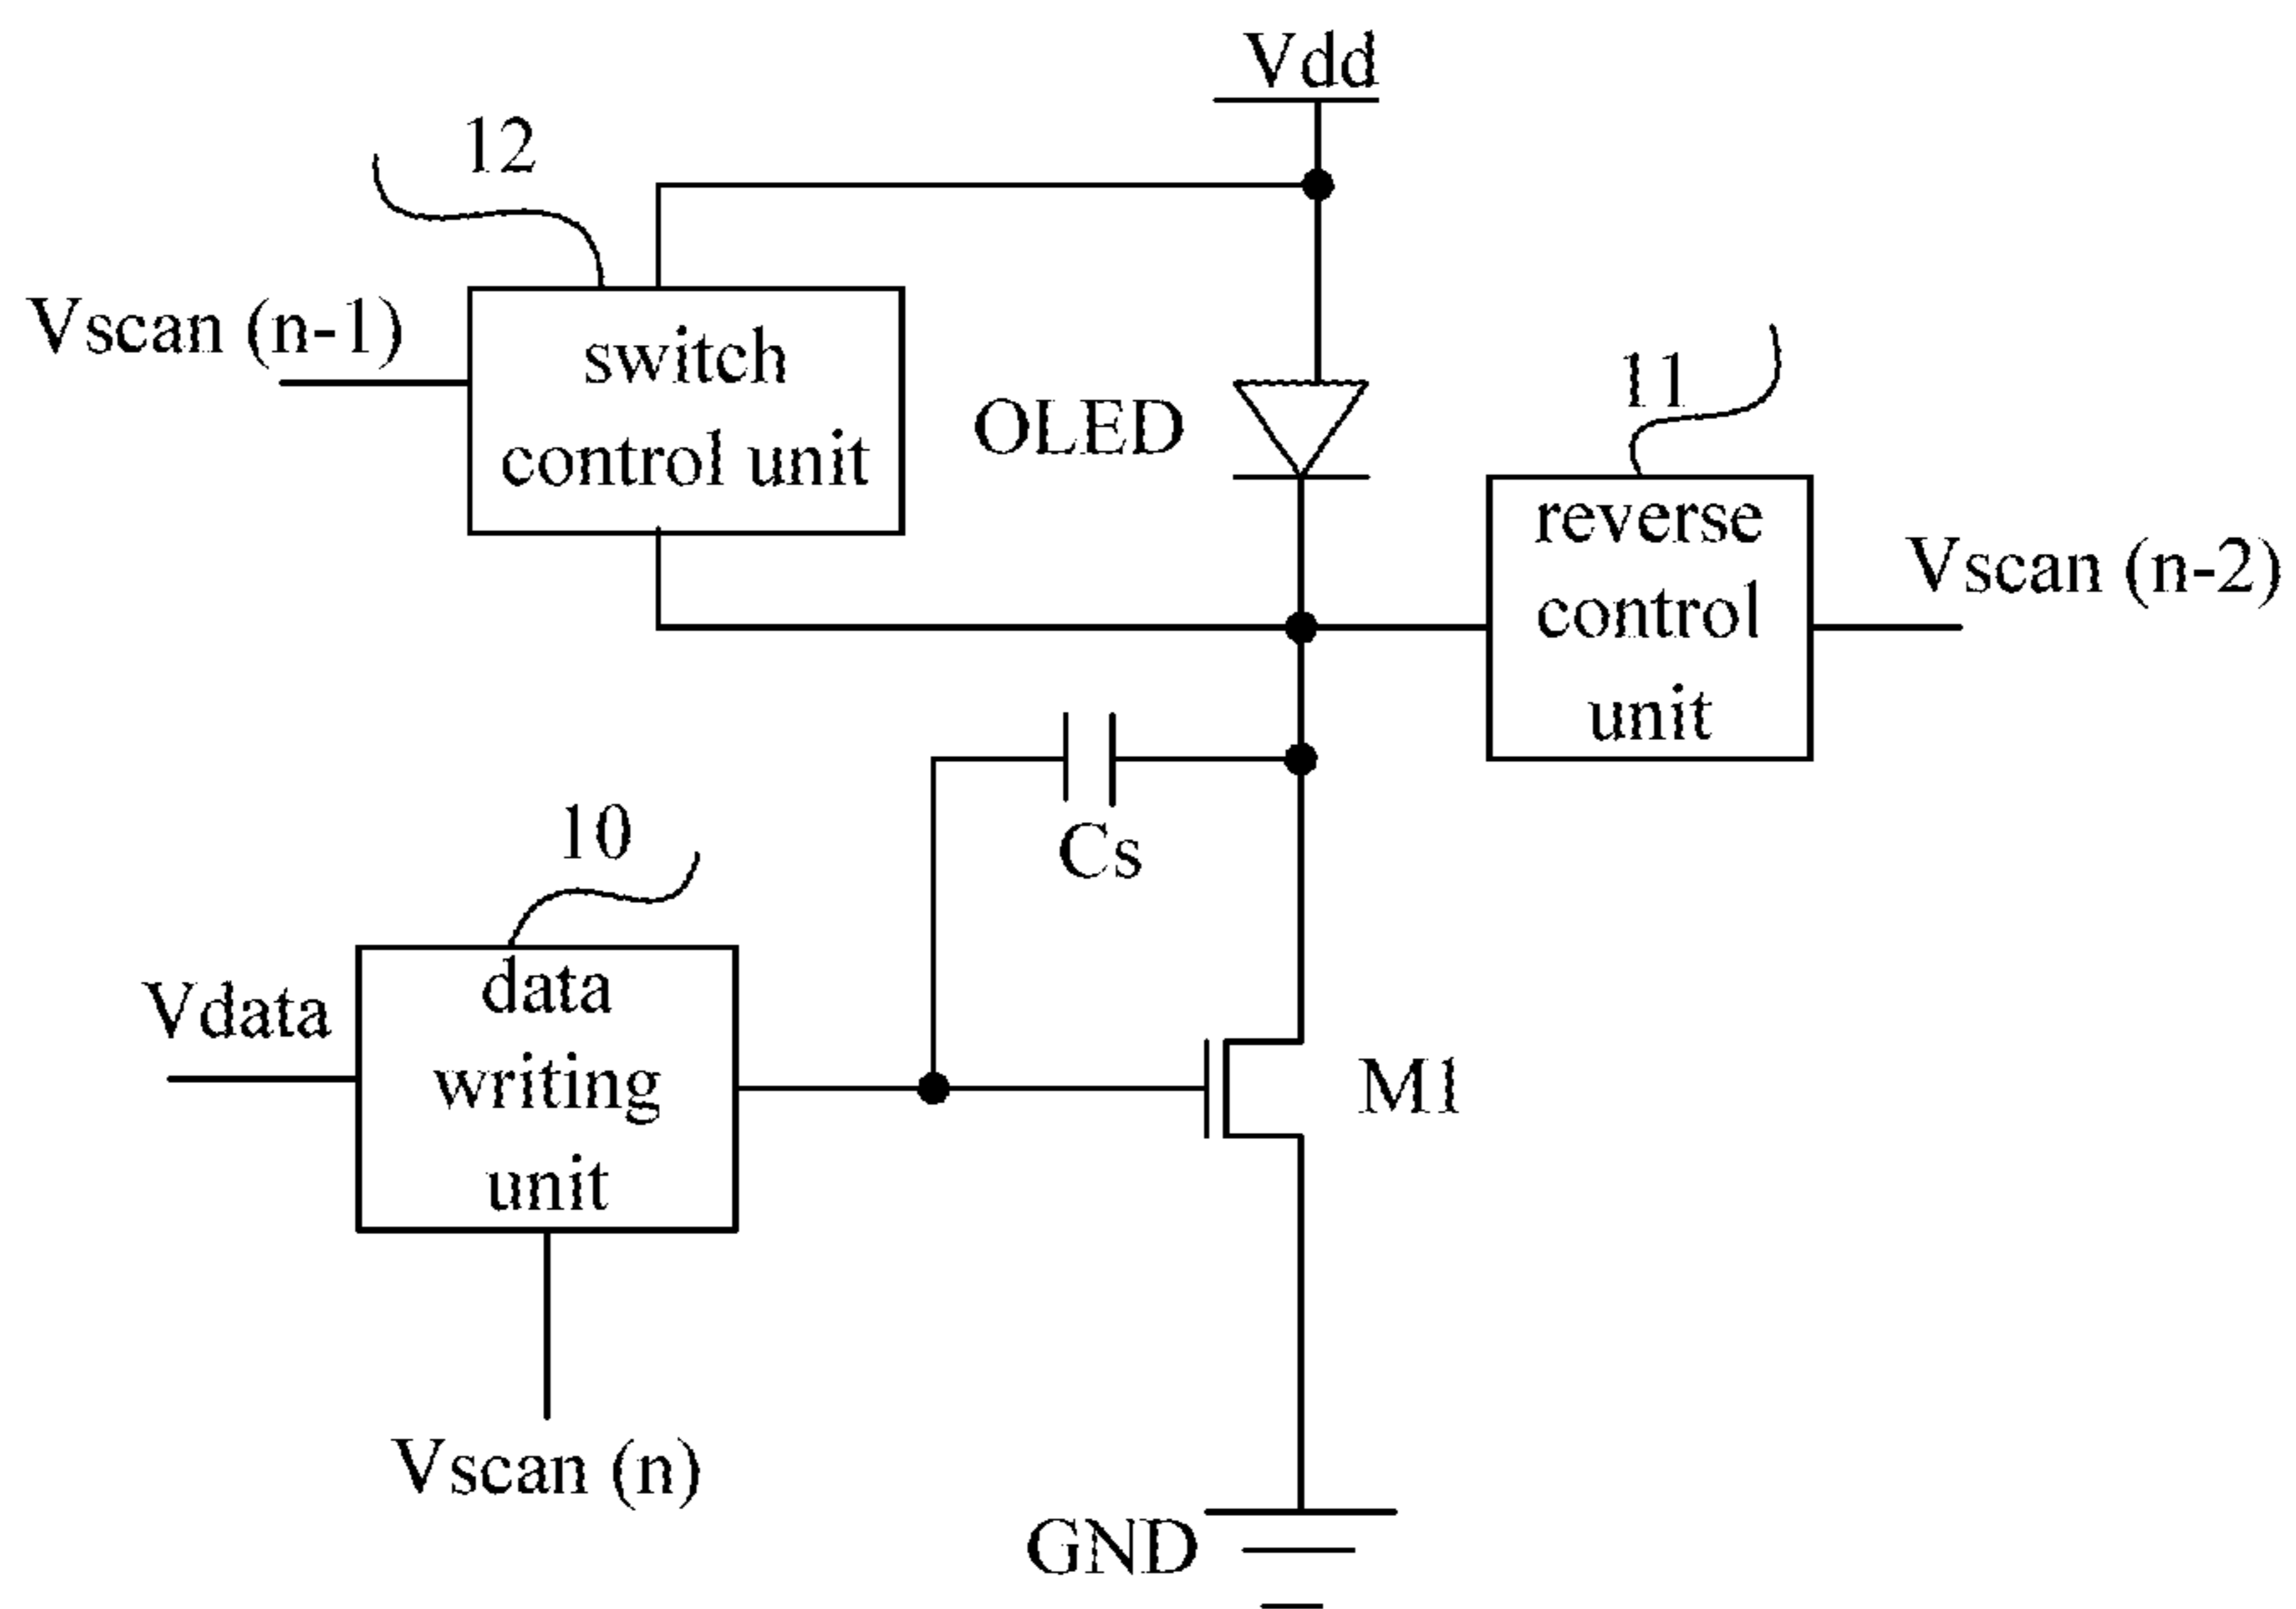 Vdd
12
Vscan (n-1)
switch
control unit
OLED
11
reverse
control
unit
Vscan (n-2)
Cs
10
Vdata
data
writing
unit
M1
Vscan (n)
GND